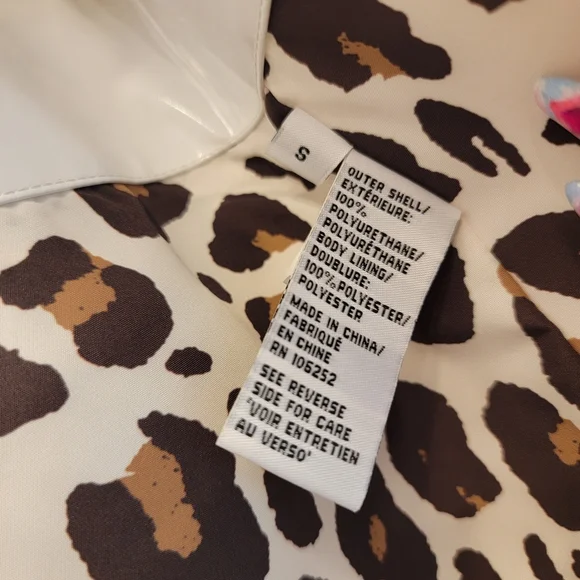 S
OUTER SHELL/
EXTÉRIEURE:
100%
POLYURETHANE/
POLYURÉTHANE
BODY LINING/
DOUBLURE:
100% POLYESTER/
POLYESTER
MADE IN CHINA/
FABRIQUÉ
EN CHINE
RN 106252
SEE REVERSE
SIDE FOR CARE
"VOIR ENTRETIEN
AU VERSO"